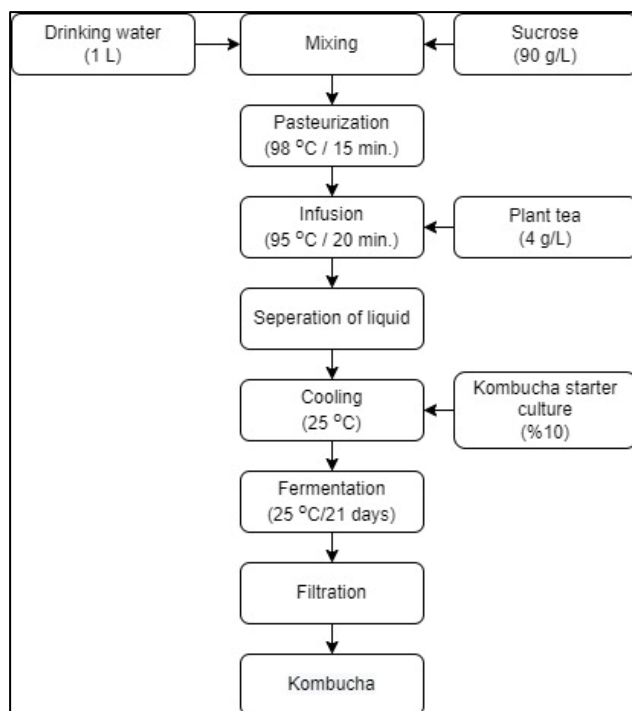 Drinking water
(1 L)
Mixing
Sucrose
(90 g/L)
Pasteurization
(98 °C / 15 min.)
Infusion
(95 °C / 20 min.)
Plant tea
(4 g/L)
Seperation of liquid
Cooling
(25 °C)
Kombucha starter
culture
(%10)
Fermentation
(25 °C/21 days)
Filtration
Kombucha